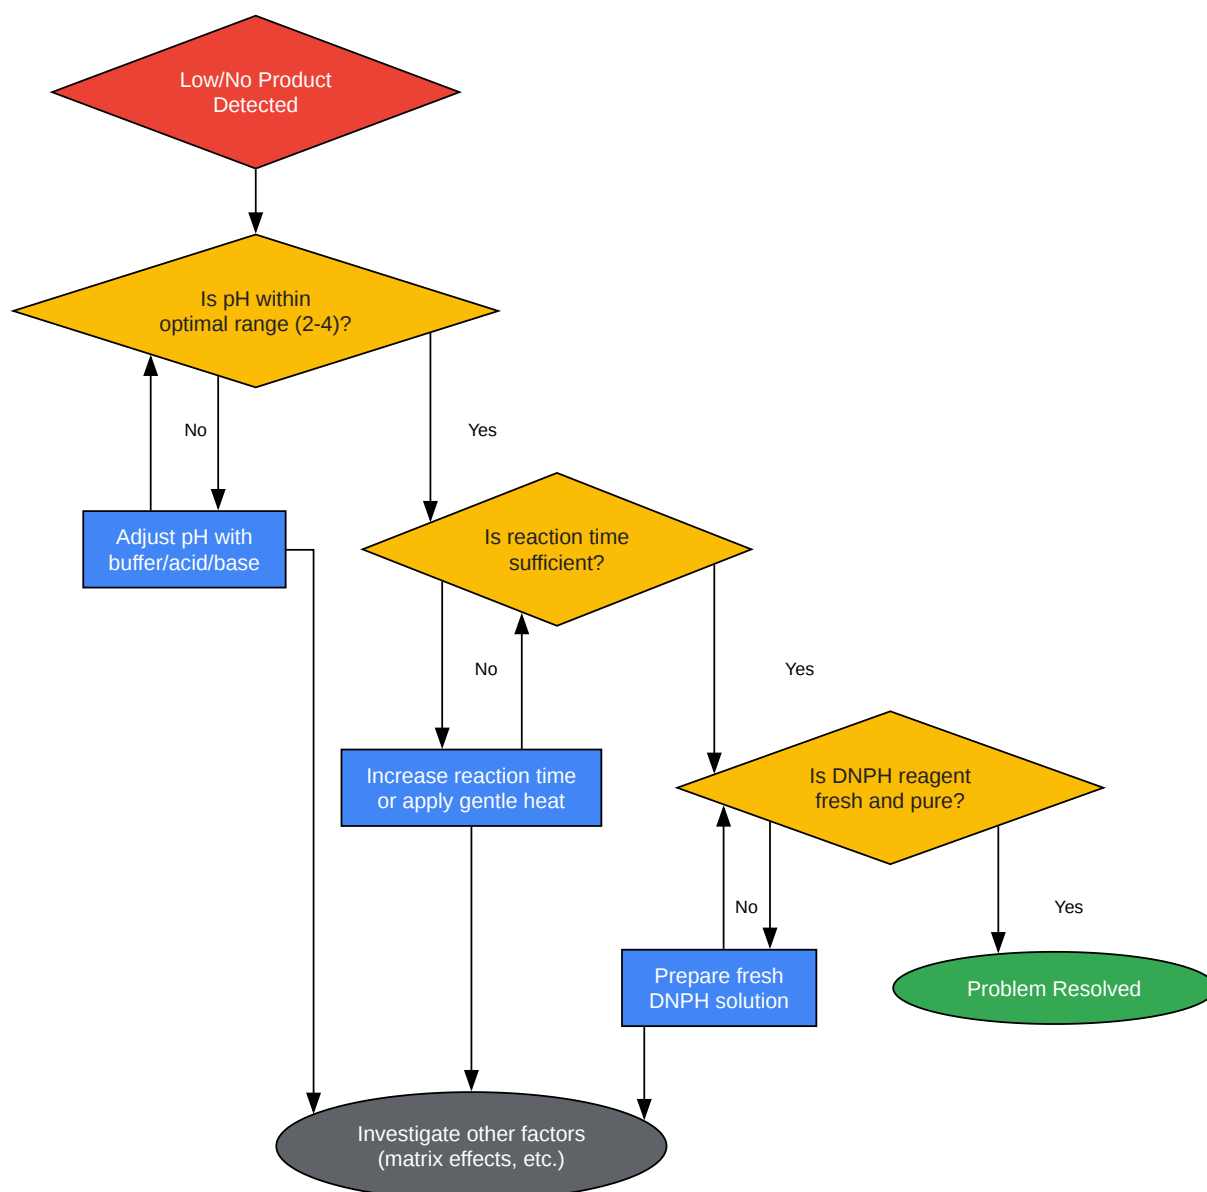 Low/No Product
Detected
Is pH within
optimal range (2-4)?
No
Yes
Adjust pH with
buffer/acid/base
Is reaction time
sufficient?
No
Yes
Increase reaction time
or apply gentle heat
Is DNPH reagent
fresh and pure?
No
Yes
Prepare fresh
DNPH solution
Problem Resolved
Investigate other factors
(matrix effects, etc.)